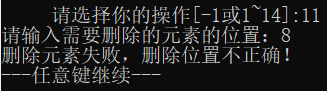 请选择你的操作[-1或1~14]:11
请输入需要删除的元素的位置：8
删除元素失败，删除位置不正确！
---任意键继续---